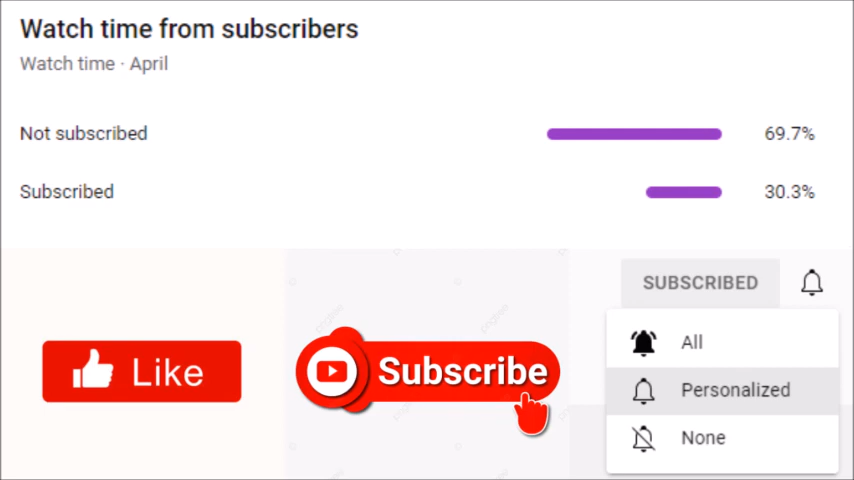 Watch time from subscribers
Watch time · April
Not subscribed 69.7%
Subscribed 30.3%
SUBSCRIBED
Like
Subscribe
All
Personalized
None